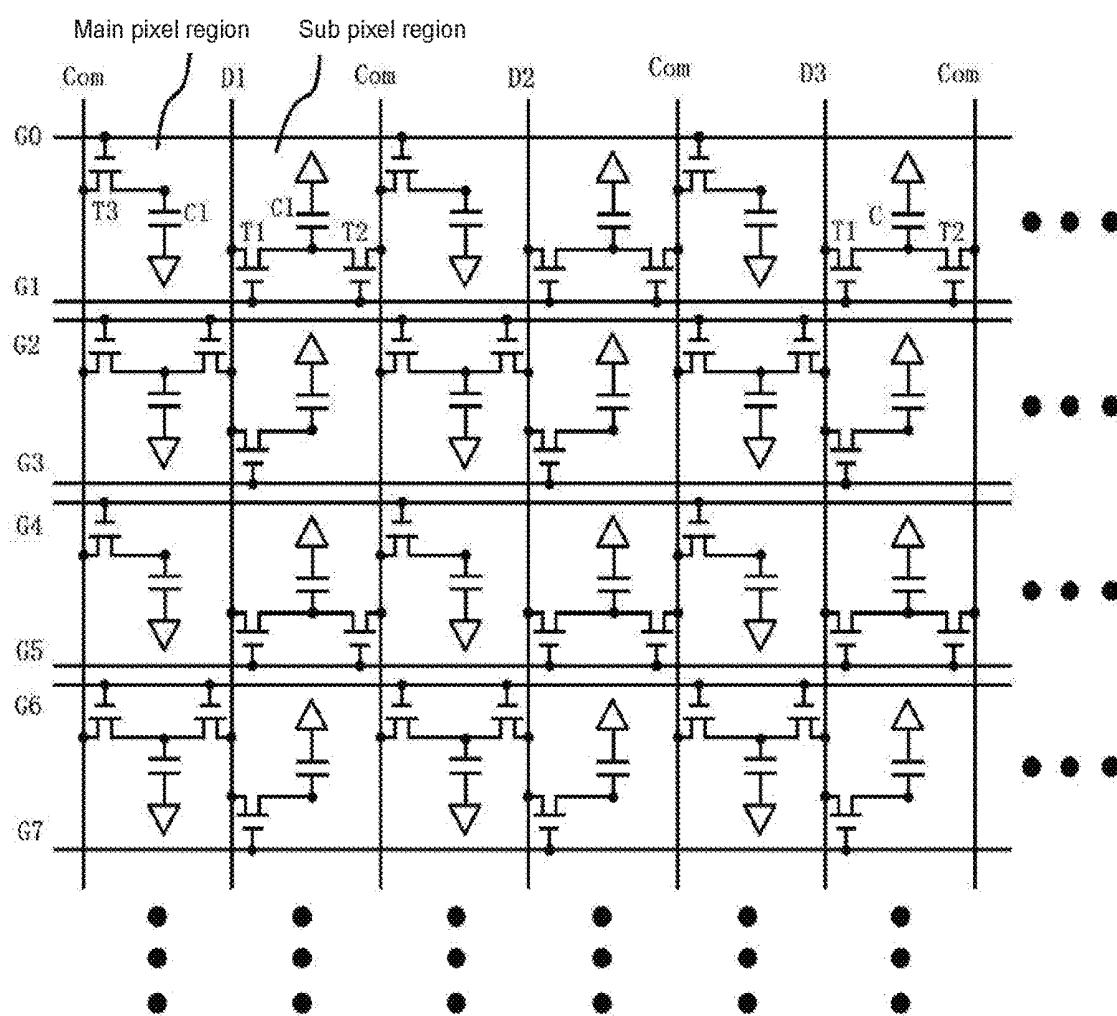 Main pixel region Sub pixel region
Com D1 Com D2 Com D3 Com
G0
T3 C1 T1 C1 T2 T1 C T2
G1
G2
G3
G4
G5
G6
G7